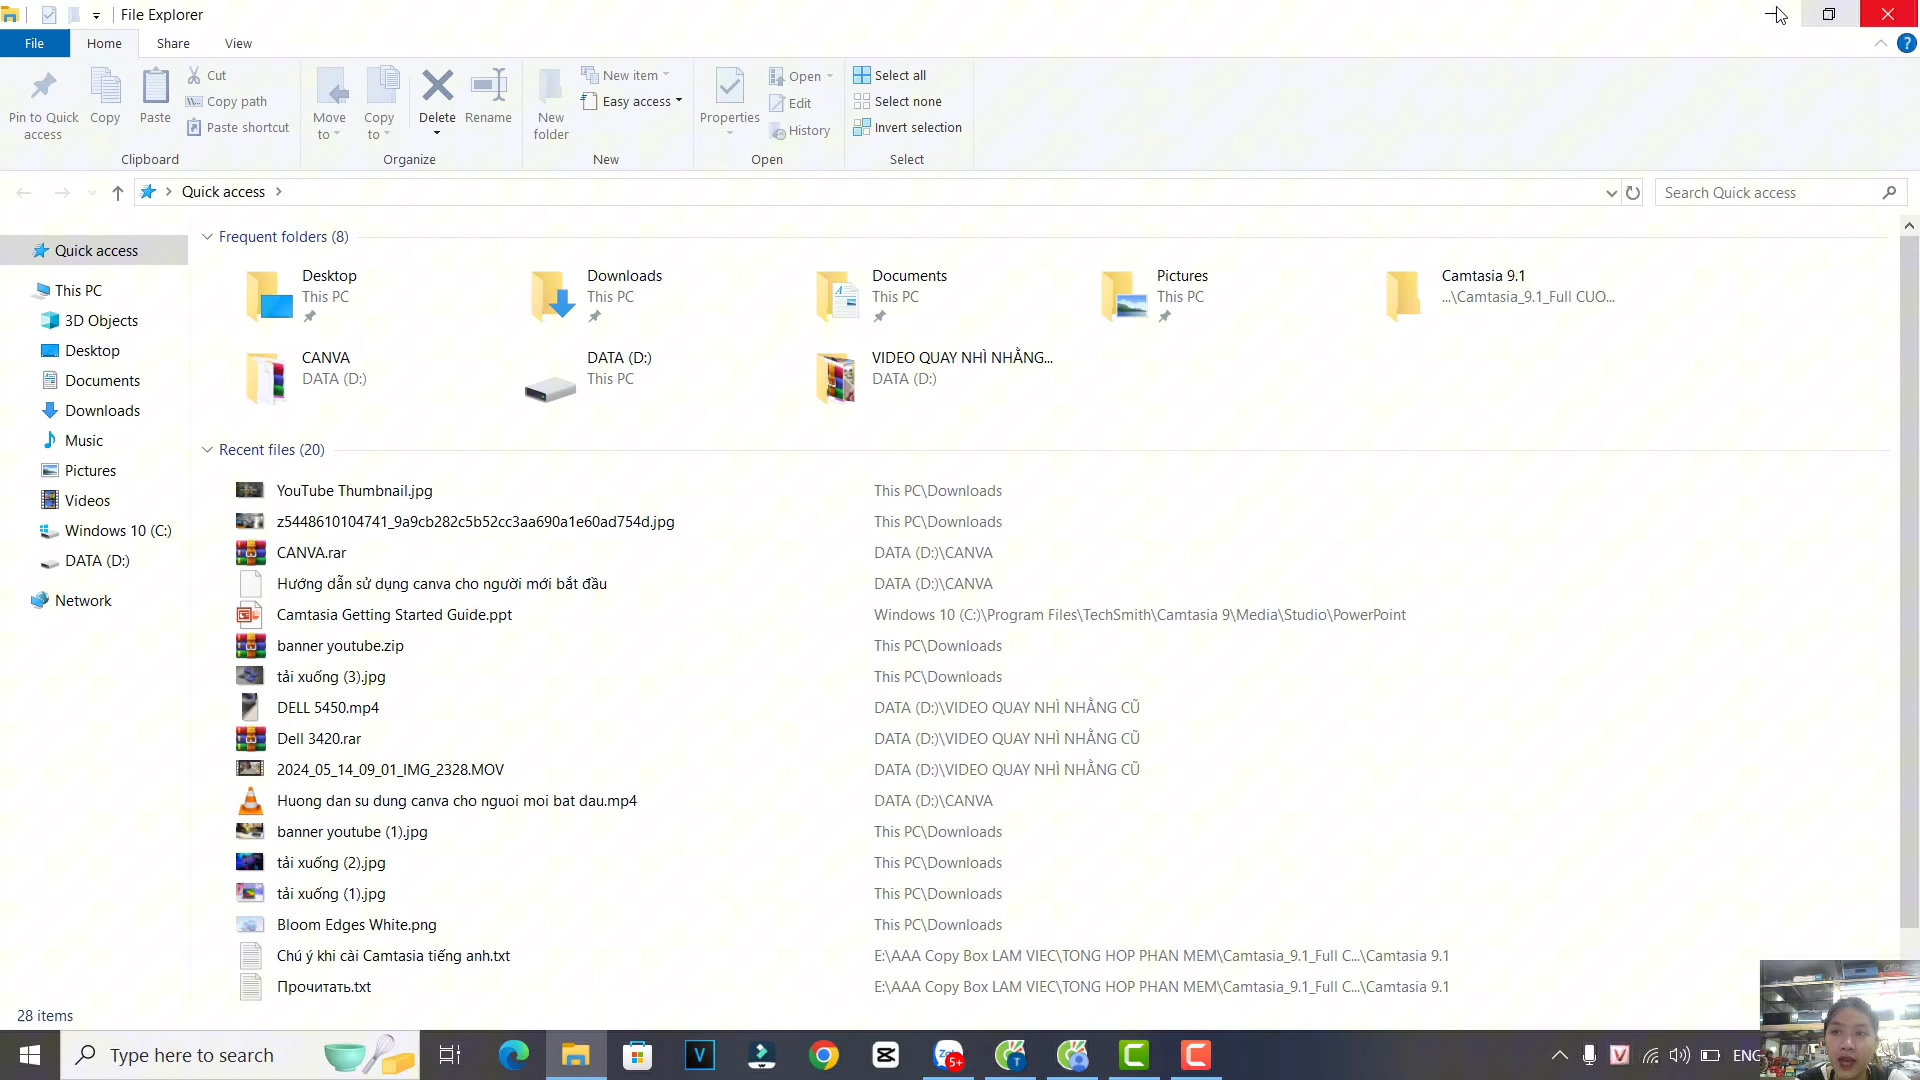 File Explorer
File
Home
Share
View
Pin to Quick access
Copy
Paste
Cut
Copy path
Paste shortcut
Clipboard
Move to
Copy to
Delete
Rename
Organize
New folder
New item
Easy access
New
Properties
Open
Edit
History
Open
Select all
Select none
Invert selection
Select
Quick access
Search Quick access
Quick access
This PC
3D Objects
Desktop
Documents
Downloads
Music
Pictures
Videos
Windows 10 (C:)
DATA (D:)
Network
Frequent folders (8)
Desktop
This PC
Downloads
This PC
Documents
This PC
Pictures
This PC
Camtasia 9.1
...\Camtasia_9.1_Full CUO...
CANVA
DATA (D:)
DATA (D:)
This PC
VIDEO QUAY NHÌ NHẰNG...
DATA (D:)
Recent files (20)
YouTube Thumbnail.jpg This PC\Downloads
z5448610104741_9a9cb282c5b52cc3aa690a1e60ad754d.jpg This PC\Downloads
CANVA.rar DATA (D:)\CANVA
Hướng dẫn sử dụng canva cho người mới bắt đầu DATA (D:)\CANVA
Camtasia Getting Started Guide.ppt Windows 10 (C:)\Program Files\TechSmith\Camtasia 9\Media\Studio\PowerPoint
banner youtube.zip This PC\Downloads
tải xuống (3).jpg This PC\Downloads
DELL 5450.mp4 DATA (D:)\VIDEO QUAY NHÌ NHẰNG CŨ
Dell 3420.rar DATA (D:)\VIDEO QUAY NHÌ NHẰNG CŨ
2024_05_14_09_01_IMG_2328.MOV DATA (D:)\VIDEO QUAY NHÌ NHẰNG CŨ
Huong dan su dung canva cho nguoi moi bat dau.mp4 DATA (D:)\CANVA
banner youtube (1).jpg This PC\Downloads
tải xuống (2).jpg This PC\Downloads
tải xuống (1).jpg This PC\Downloads
Bloom Edges White.png This PC\Downloads
Chú ý khi cài Camtasia tiếng anh.txt E:\AAA Copy Box LAM VIEC\TONG HOP PHAN MEM\Camtasia_9.1_Full C...\Camtasia 9.1
Прочитать.txt E:\AAA Copy Box LAM VIEC\TONG HOP PHAN MEM\Camtasia_9.1_Full C...\Camtasia 9.1
28 items
Type here to search
5+
ENG